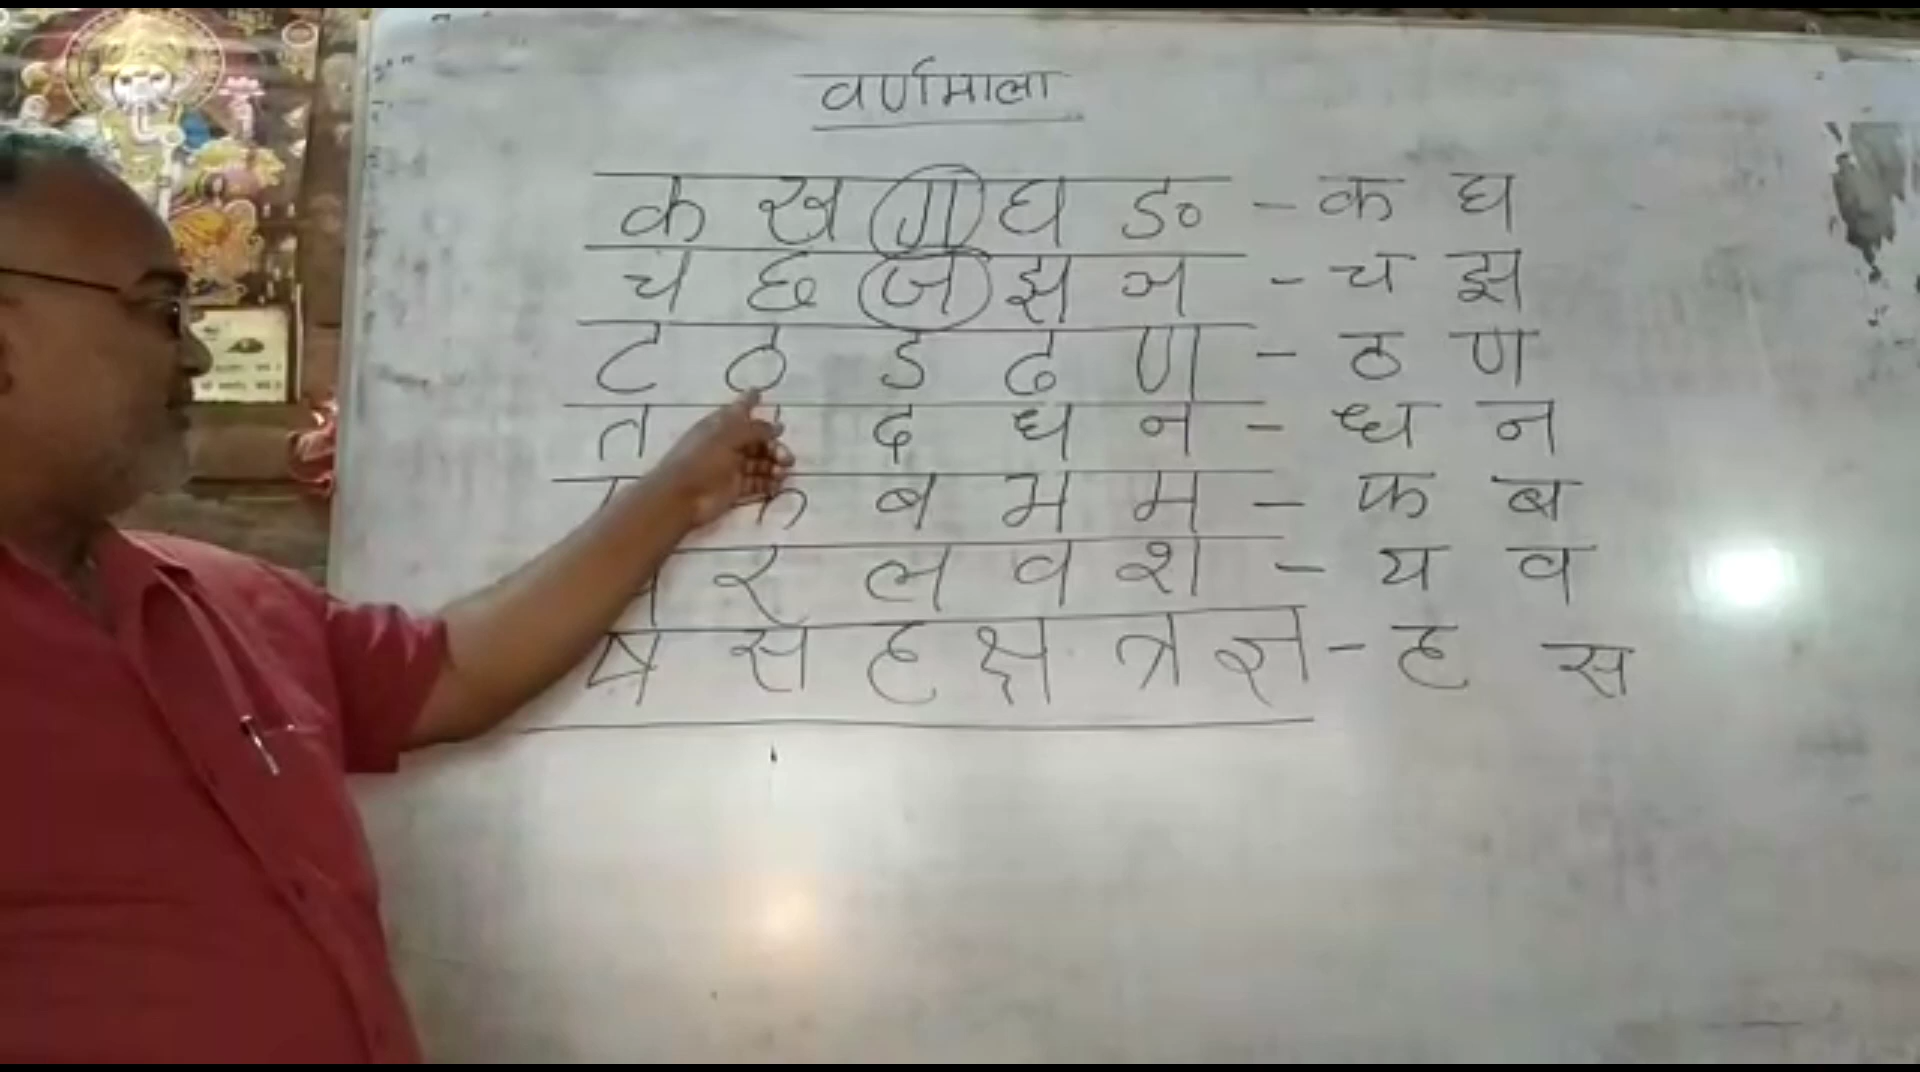 वर्णमाला
क ख ग घ ङ - क घ
च छ ज झ ञ - च झ
ट ठ ड ढ ण - ठ ण
त द ध न - ध न
फ ब भ म - फ ब
र ल व श - य व
ष स ह क्ष त्र ज्ञ - ह स